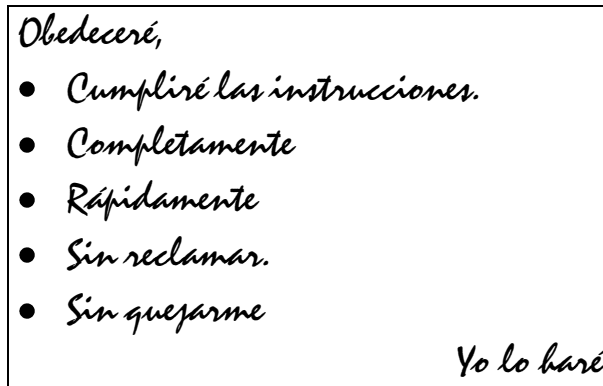 Obedeceré,
● Cumpliré las instrucciones.
● Completamente
● Rápidamente
● Sin reclamar.
● Sin quejarme
Yo lo haré